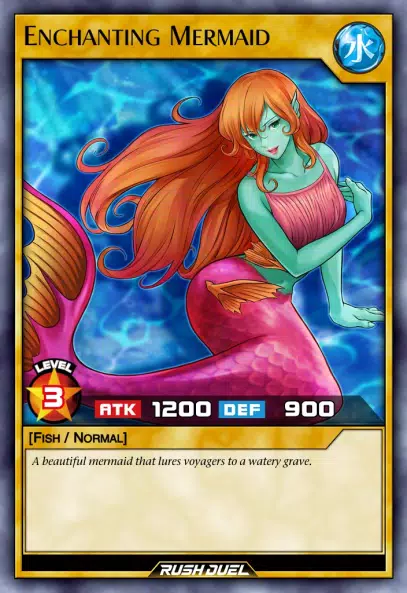 Enchanting Mermaid
水
LEVEL
3
ATK 1200 DEF 900
[Fish / Normal]
A beautiful mermaid that lures voyagers to a watery grave.
RUSH DUEL